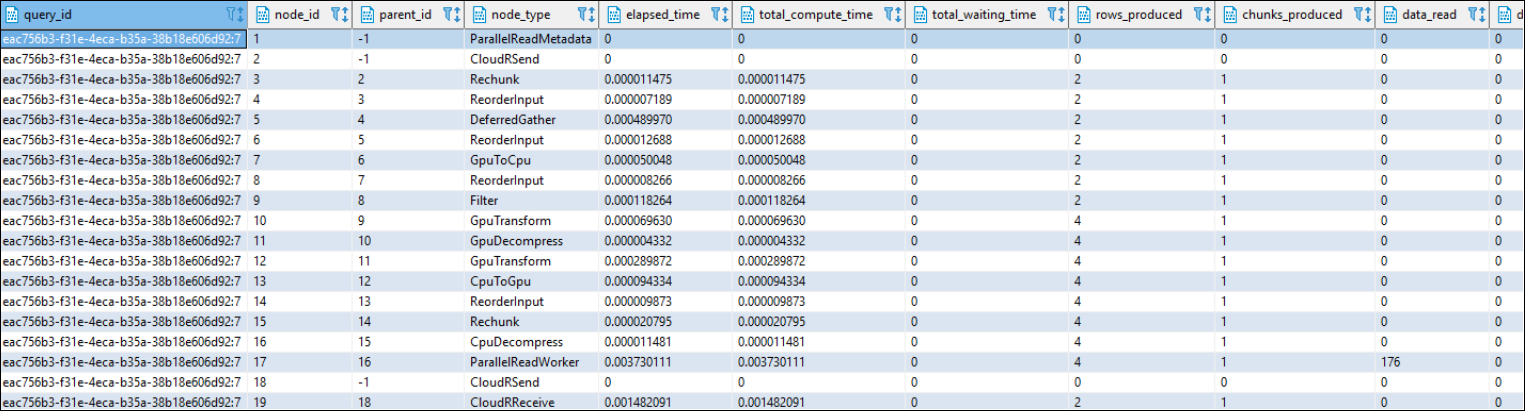 query_id node_id parent_id node_type elapsed_time total_compute_time total_waiting_time rows_produced chunks_produced data_read d
eac756b3-f31e-4eca-b35a-38b18e606d92:7 1 -1 ParallelReadMetadata 0 0 0 0 0 0 0
eac756b3-f31e-4eca-b35a-38b18e606d92:7 2 -1 CloudRSend 0 0 0 0 0 0 0
eac756b3-f31e-4eca-b35a-38b18e606d92:7 3 2 Rechunk 0.000011475 0.000011475 0 2 1 0 0
eac756b3-f31e-4eca-b35a-38b18e606d92:7 4 3 ReorderInput 0.000007189 0.000007189 0 2 1 0 0
eac756b3-f31e-4eca-b35a-38b18e606d92:7 5 4 DeferredGather 0.000489970 0.000489970 0 2 1 0 0
eac756b3-f31e-4eca-b35a-38b18e606d92:7 6 5 ReorderInput 0.000012688 0.000012688 0 2 1 0 0
eac756b3-f31e-4eca-b35a-38b18e606d92:7 7 6 GpuToCpu 0.000050048 0.000050048 0 2 1 0 0
eac756b3-f31e-4eca-b35a-38b18e606d92:7 8 7 ReorderInput 0.000008266 0.000008266 0 2 1 0 0
eac756b3-f31e-4eca-b35a-38b18e606d92:7 9 8 Filter 0.000118264 0.000118264 0 2 1 0 0
eac756b3-f31e-4eca-b35a-38b18e606d92:7 10 9 GpuTransform 0.000069630 0.000069630 0 4 1 0 0
eac756b3-f31e-4eca-b35a-38b18e606d92:7 11 10 GpuDecompress 0.000004332 0.000004332 0 4 1 0 0
eac756b3-f31e-4eca-b35a-38b18e606d92:7 12 11 GpuTransform 0.000289872 0.000289872 0 4 1 0 0
eac756b3-f31e-4eca-b35a-38b18e606d92:7 13 12 CpuToGpu 0.000094334 0.000094334 0 4 1 0 0
eac756b3-f31e-4eca-b35a-38b18e606d92:7 14 13 ReorderInput 0.000009873 0.000009873 0 4 1 0 0
eac756b3-f31e-4eca-b35a-38b18e606d92:7 15 14 Rechunk 0.000020795 0.000020795 0 4 1 0 0
eac756b3-f31e-4eca-b35a-38b18e606d92:7 16 15 CpuDecompress 0.000011481 0.000011481 0 4 1 0 0
eac756b3-f31e-4eca-b35a-38b18e606d92:7 17 16 ParallelReadWorker 0.003730111 0.003730111 0 4 1 176 0
eac756b3-f31e-4eca-b35a-38b18e606d92:7 18 -1 CloudRSend 0 0 0 0 0 0 0
eac756b3-f31e-4eca-b35a-38b18e606d92:7 19 18 CloudRReceive 0.001482091 0.001482091 0 2 1 0 0